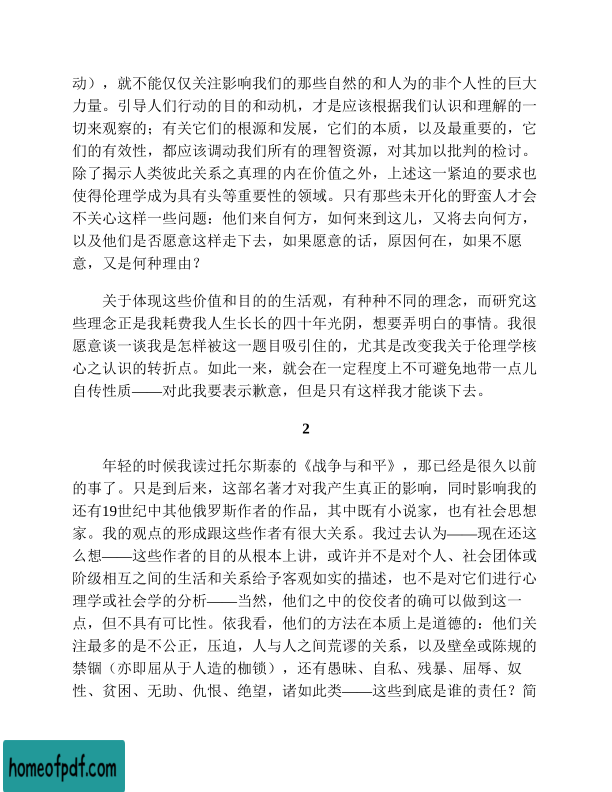 动），就不能仅仅关注影响我们的那些自然的和人为的非个人性的巨大
力量。引导人们行动的目的和动机，才是应该根据我们认识和理解的一
切来观察的；有关它们的根源和发展，它们的本质，以及最重要的，它
们的有效性，都应该调动我们所有的理智资源，对其加以批判的检讨。
除了揭示人类彼此关系之真理的内在价值之外，上述这一紧迫的要求也
使得伦理学成为具有头等重要性的领域。只有那些未开化的野蛮人才会
不关心这样一些问题：他们来自何方，如何来到这儿，又将去向何方，
以及他们是否愿意这样走下去，如果愿意的话，原因何在，如果不愿
意，又是何种理由？
关于体现这些价值和目的的生活观，有种种不同的理念，而研究这
些理念正是我耗费我人生长长的四十年光阴，想要弄明白的事情。我很
愿意谈一谈我是怎样被这一题目吸引住的，尤其是改变我关于伦理学核
心之认识的转折点。如此一来，就会在一定程度上不可避免地带一点儿
自传性质——对此我要表示歉意，但是只有这样我才能谈下去。
2
年轻的时候我读过托尔斯泰的《战争与和平》，那已经是很久以前
的事了。只是到后来，这部名著才对我产生真正的影响，同时影响我的
还有19世纪中其他俄罗斯作者的作品，其中既有小说家，也有社会思想
家。我的观点的形成跟这些作者有很大关系。我过去认为——现在还这
么想——这些作者的目的从根本上讲，或许并不是对个人、社会团体或
阶级相互之间的生活和关系给予客观如实的描述，也不是对它们进行心
理学或社会学的分析——当然，他们之中的佼佼者的确可以做到这一
点，但不具有可比性。依我看，他们的方法在本质上是道德的：他们关
注最多的是不公正，压迫，人与人之间荒谬的关系，以及壁垒或陈规的
禁锢（亦即屈从于人造的枷锁），还有愚昧、自私、残暴、屈辱、奴
性、贫困、无助、仇恨、绝望，诸如此类——这些到底是谁的责任？简
homeofpdf.com